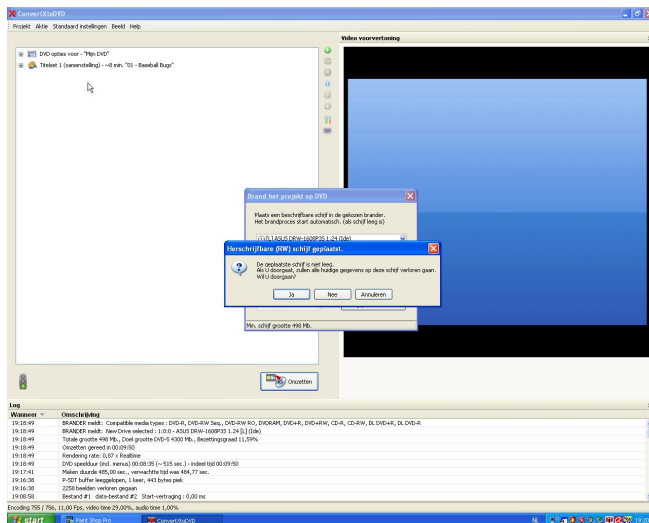 ConvertXtoDVD
Projekt Aktie Standaard instellingen Beeld Help
Video voorvertoning
DVD opties voor - "Mijn DVD"
Titelset 1 (samenstelling) - ~8 min. "01 - Baseball Bugs"
Brand het projekt op DVD
Plaats een beschrijfbare schijf in de gekozen brander.
Het brandproces start automatisch. (als schijf leeg is)
(L) ASUS DRW-1608P3S 1.24 (Ide)
Herschrijfbare (RW) schijf geplaatst.
De geplaatste schijf is niet leeg.
Als U doorgaat, zullen alle huidige gegevens op deze schijf verloren gaan.
Wil U doorgaan?
Ja Nee Annuleren
Min. schijf grootte 498 Mb.
Omzetten
Log
Wanneer Omschrijving
19:18:49 BRANDER meldt: Compatible media types : DVD-R, DVD-RW Seq., DVD-RW RO, DVDRAM, DVD+R, DVD+RW, CD-R, CD-RW, DL DVD+R, DL DVD-R
19:18:49 BRANDER meldt: New Drive selected : 1:0:0 - ASUS DRW-1608P3S 1.24 [L] (Ide)
19:18:49 Totale grootte 498 Mb., Doel grootte DVD-5 4300 Mb., Bezettingsgraad 11,59%
19:18:49 Omzetten gereed in 00:09:50
19:18:49 Rendering rate: 0,87 x Realtime
19:18:49 DVD speelduur (incl. menus) 00:08:35 (~ 515 sec.) - indeel tijd 00:09:50
19:17:41 Maken duurde 485,00 sec., verwachtte tijd was 484,77 sec.
19:16:38 P-SDT buffer leeggelopen, 1 keer, 443 bytes piek
19:16:38 2258 beelden verloren gegaan
19:08:58 Bestand #1 data-bestand #2 Start-vertraging : 0,00 ms
Encoding 755 / 756, 11,00 Fps, video time 29,00%, audio time 1,00%
start Paint Shop Pro ConvertXtoDVD NL 19:20